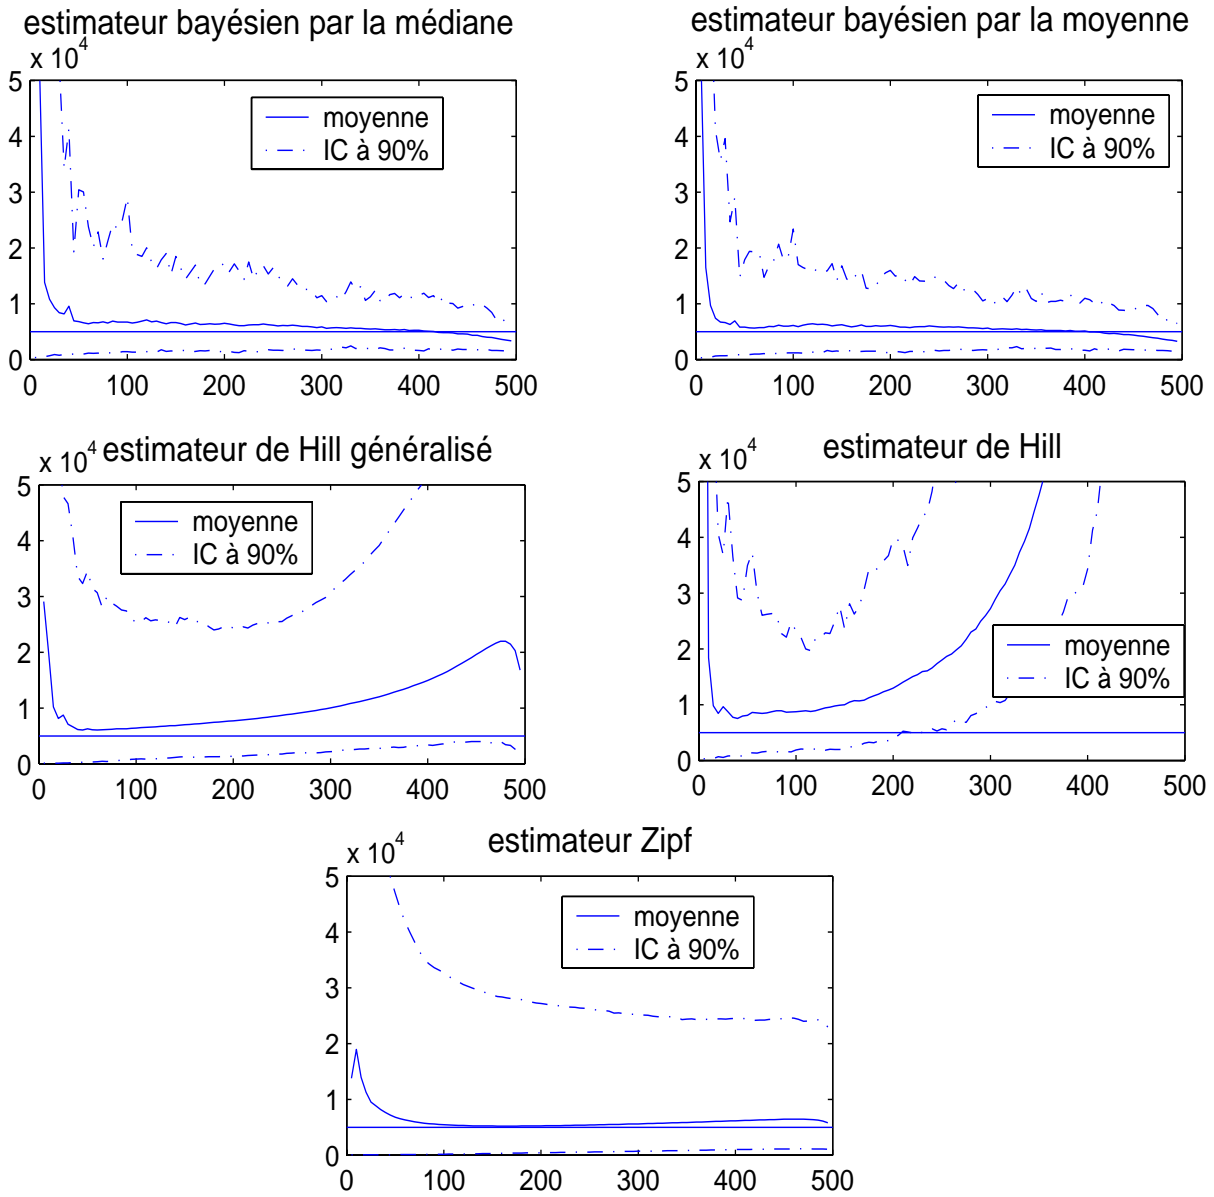 estimateur bayésien par la médiane
x 10^4
5
4
3
2
1
0
0 100 200 300 400 500
moyenne
IC à 90%
estimateur bayésien par la moyenne
x 10^4
5
4
3
2
1
0
0 100 200 300 400 500
moyenne
IC à 90%
estimateur de Hill généralisé
x 10^4
5
4
3
2
1
0
0 100 200 300 400 500
moyenne
IC à 90%
estimateur de Hill
x 10^4
5
4
3
2
1
0
0 100 200 300 400 500
moyenne
IC à 90%
estimateur Zipf
x 10^4
5
4
3
2
1
0
0 100 200 300 400 500
moyenne
IC à 90%